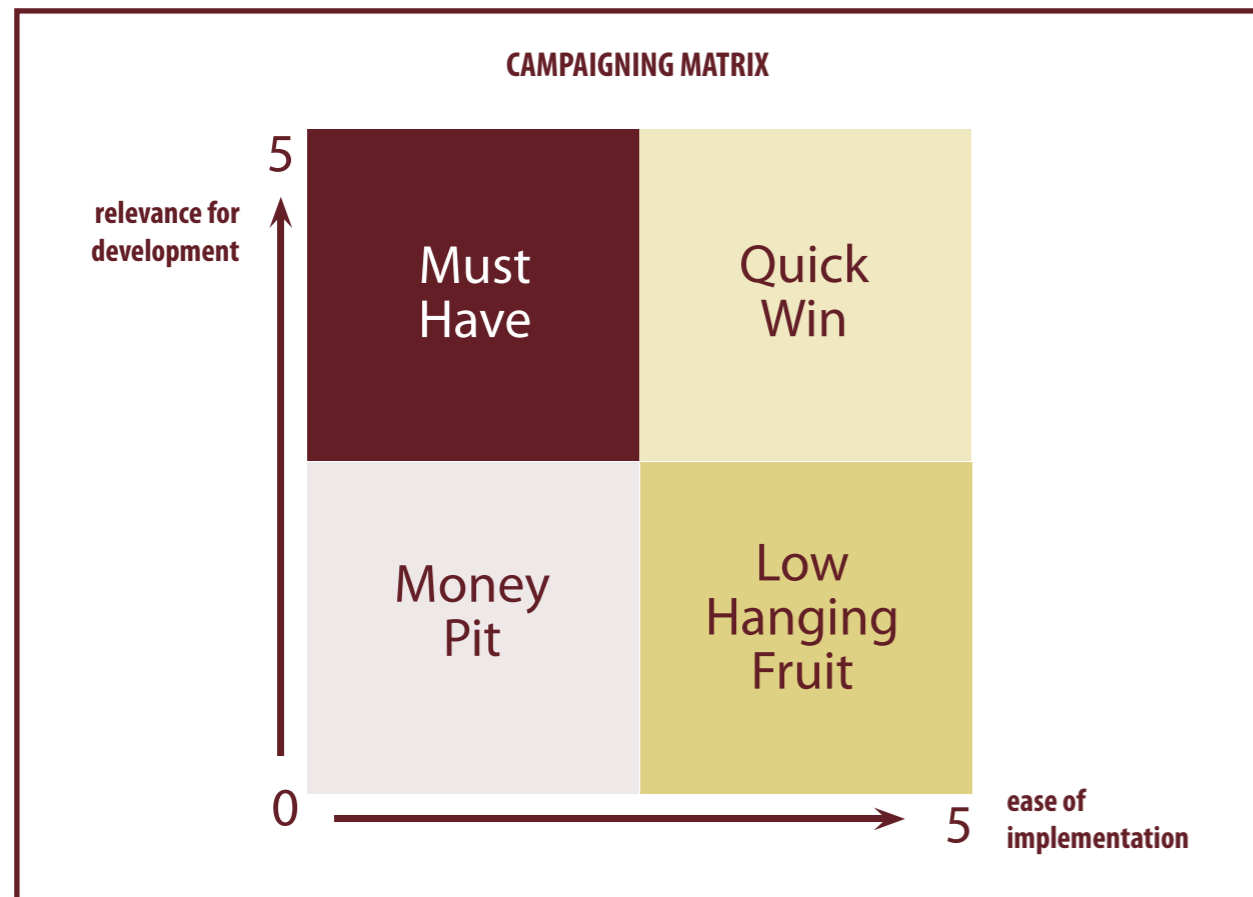 CAMPAIGNING MATRIX
5
relevance for
development
Must
Have
Quick
Win
Money
Pit
Low
Hanging
Fruit
0
5
ease of
implementation